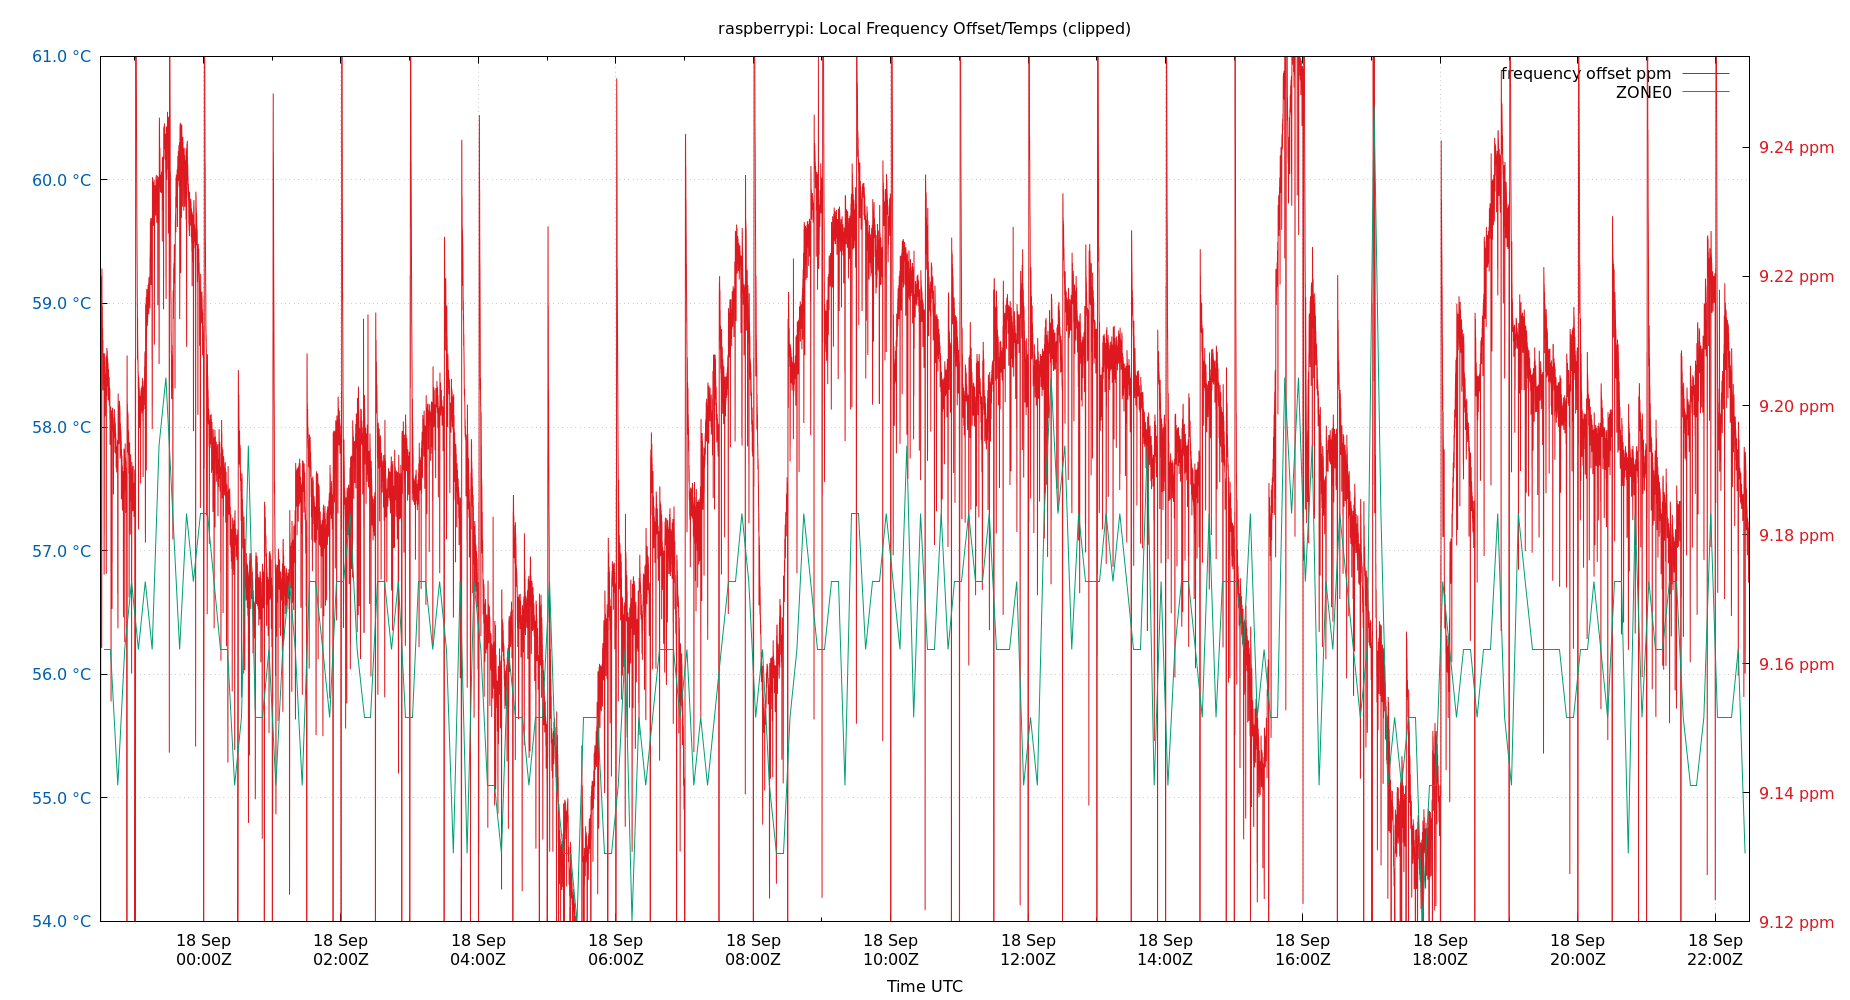 raspberrypi: Local Frequency Offset/Temps (clipped)
61.0 °C
60.0 °C
59.0 °C
58.0 °C
57.0 °C
56.0 °C
55.0 °C
54.0 °C
frequency offset ppm
ZONE0
9.24 ppm
9.22 ppm
9.20 ppm
9.18 ppm
9.16 ppm
9.14 ppm
9.12 ppm
18 Sep
00:00Z
18 Sep
02:00Z
18 Sep
04:00Z
18 Sep
06:00Z
18 Sep
08:00Z
18 Sep
10:00Z
18 Sep
12:00Z
18 Sep
14:00Z
18 Sep
16:00Z
18 Sep
18:00Z
18 Sep
20:00Z
18 Sep
22:00Z
Time UTC